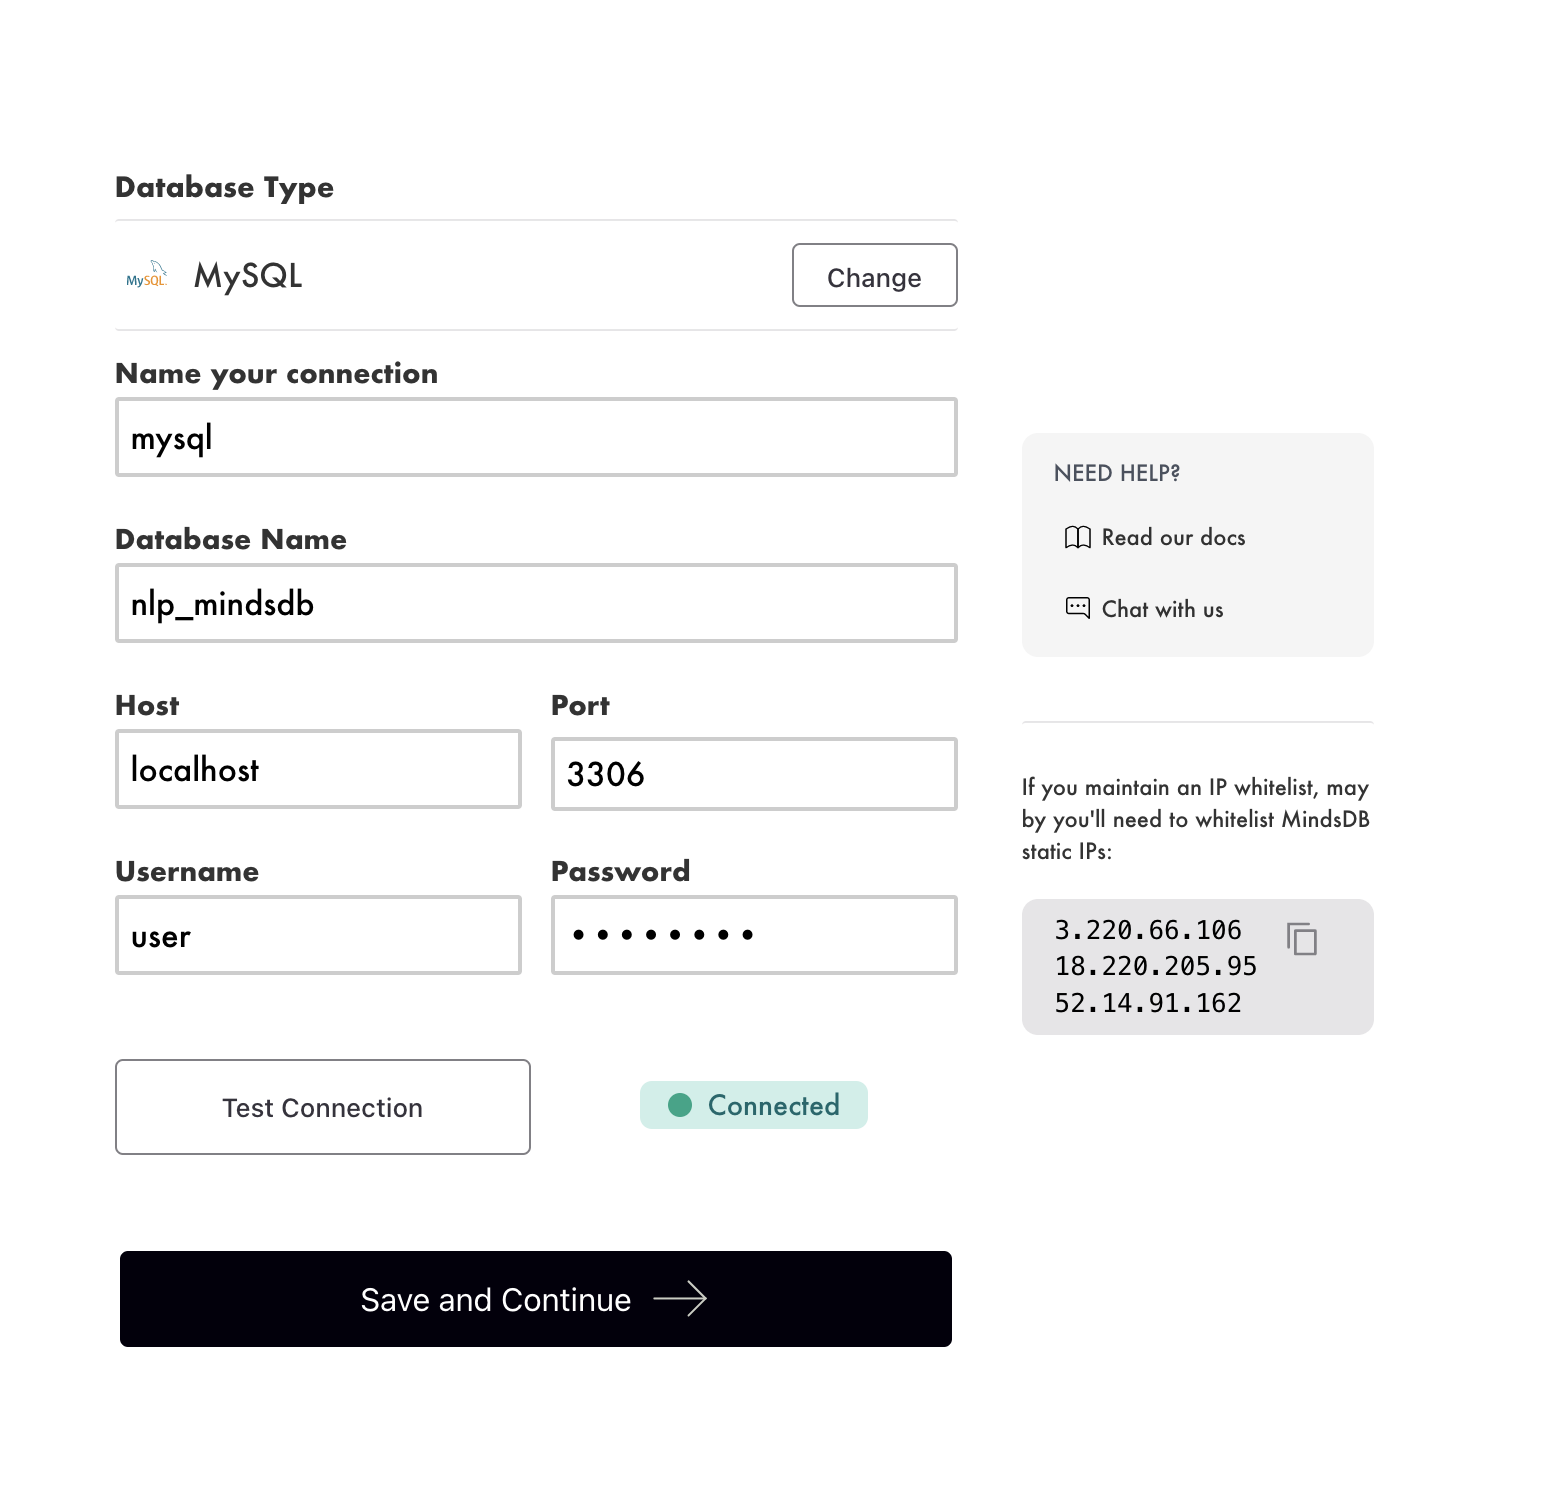 Database Type
MySQL. MySQL
Change
Name your connection
mysql
Database Name
nlp_mindsdb
Host
Port
localhost
3306
Username
Password
user
••••••••
Test Connection
Connected
Save and Continue
NEED HELP?
Read our docs
Chat with us
If you maintain an IP whitelist, may
by you'll need to whitelist MindsDB
static IPs:
3.220.66.106
18.220.205.95
52.14.91.162